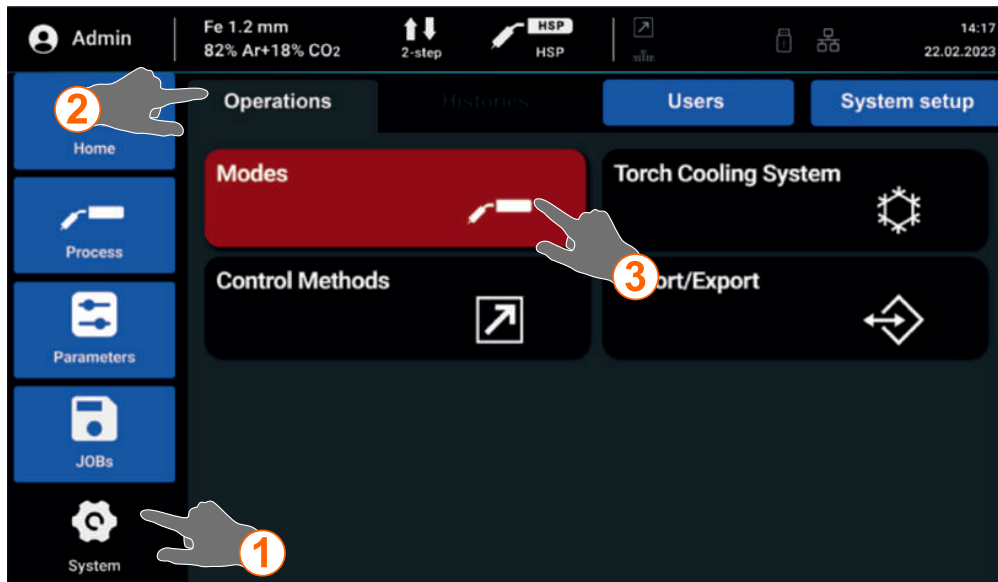 Admin
Fe 1.2 mm
82% Ar+18% CO2
2-step
HSP
HSP
14:17
22.02.2023
2
Operations
Histories
Users
System setup
Home
Modes
Torch Cooling System
Process
3
Control Methods
ort/Export
Parameters
JOBs
1
System